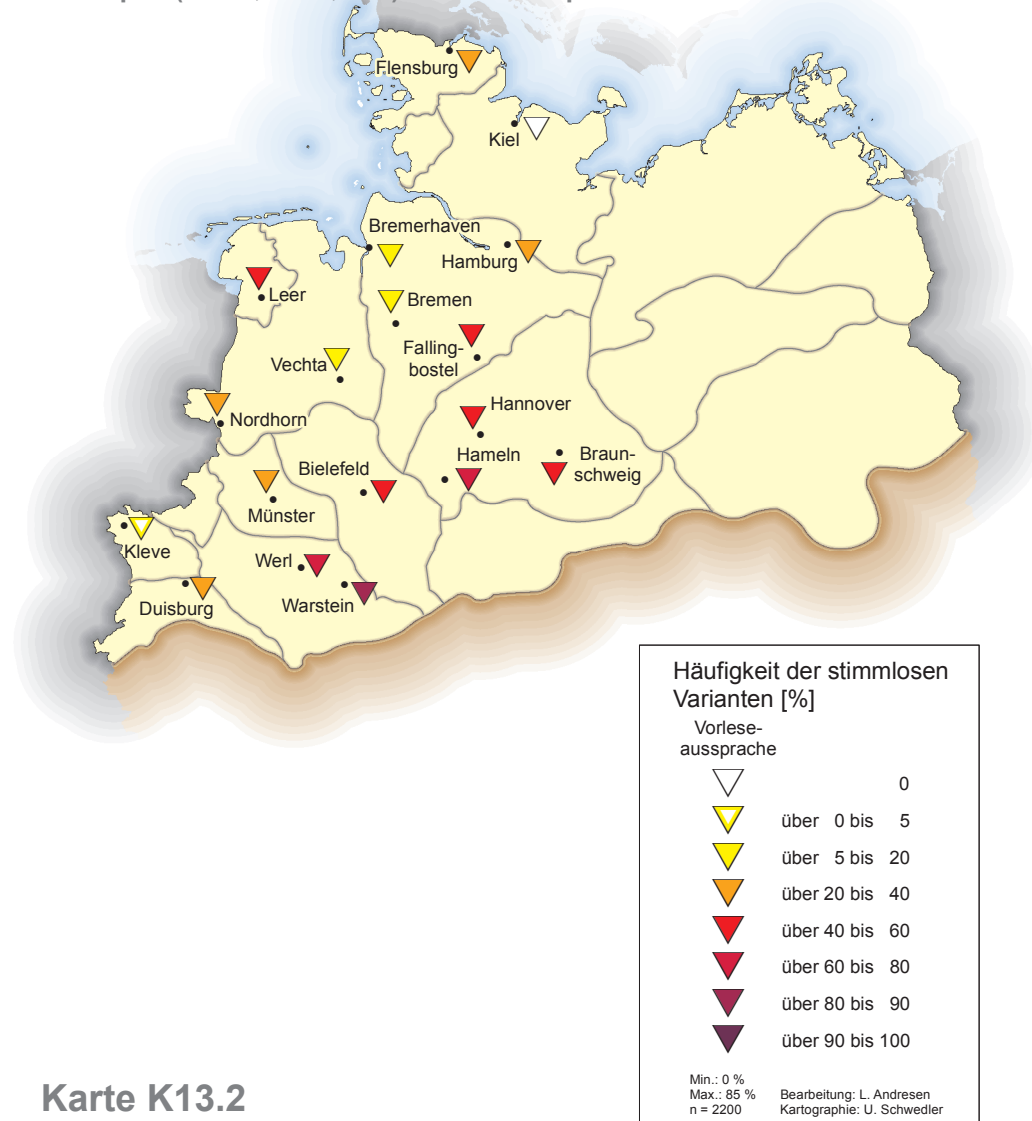 Flensburg
Kiel
Bremerhaven
Hamburg
Leer
Bremen
Falling-
bostel
Vechta
Nordhorn
Hannover
Hameln
Braun-
schweig
Bielefeld
Münster
Kleve
Werl
Duisburg
Warstein
Häufigkeit der stimmlosen
Varianten [%]
Vorlese-
aussprache
0
über 0 bis 5
über 5 bis 20
über 20 bis 40
über 40 bis 60
über 60 bis 80
über 80 bis 90
über 90 bis 100
Min.: 0 %
Max.: 85 %
n = 2200
Bearbeitung: L. Andresen
Kartographie: U. Schwedler
Karte K13.2